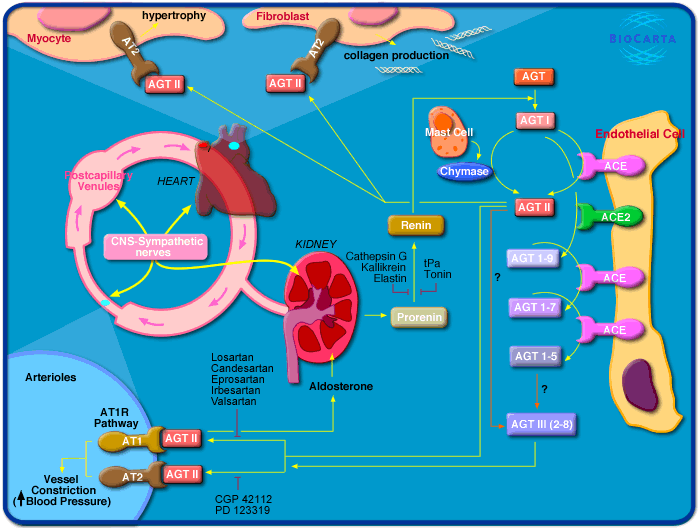 hypertrophy
Myocyte
AT2
AGT II
Fibroblast
AT2
AGT II
collagen production
BIOCARTA
AGT
AGT I
Mast Cell
Chymase
Endothelial Cell
ACE
ACE2
AGT II
Postcapillary
Venules
HEART
CNS-Sympathetic
nerves
KIDNEY
Renin
Cathepsin G
Kallikrein
Elastin
tPa
Tonin
Prorenin
?
AGT 1-9
ACE
AGT 1-7
ACE
AGT 1-5
?
AGT III (2-8)
Losartan
Candesartan
Eprosartan
Irbesartan
Valsartan
Aldosterone
Arterioles
AT1R
Pathway
AT1
AGT II
AT2
AGT II
Vessel
Constriction
(Blood Pressure)
CGP 42112
PD 123319